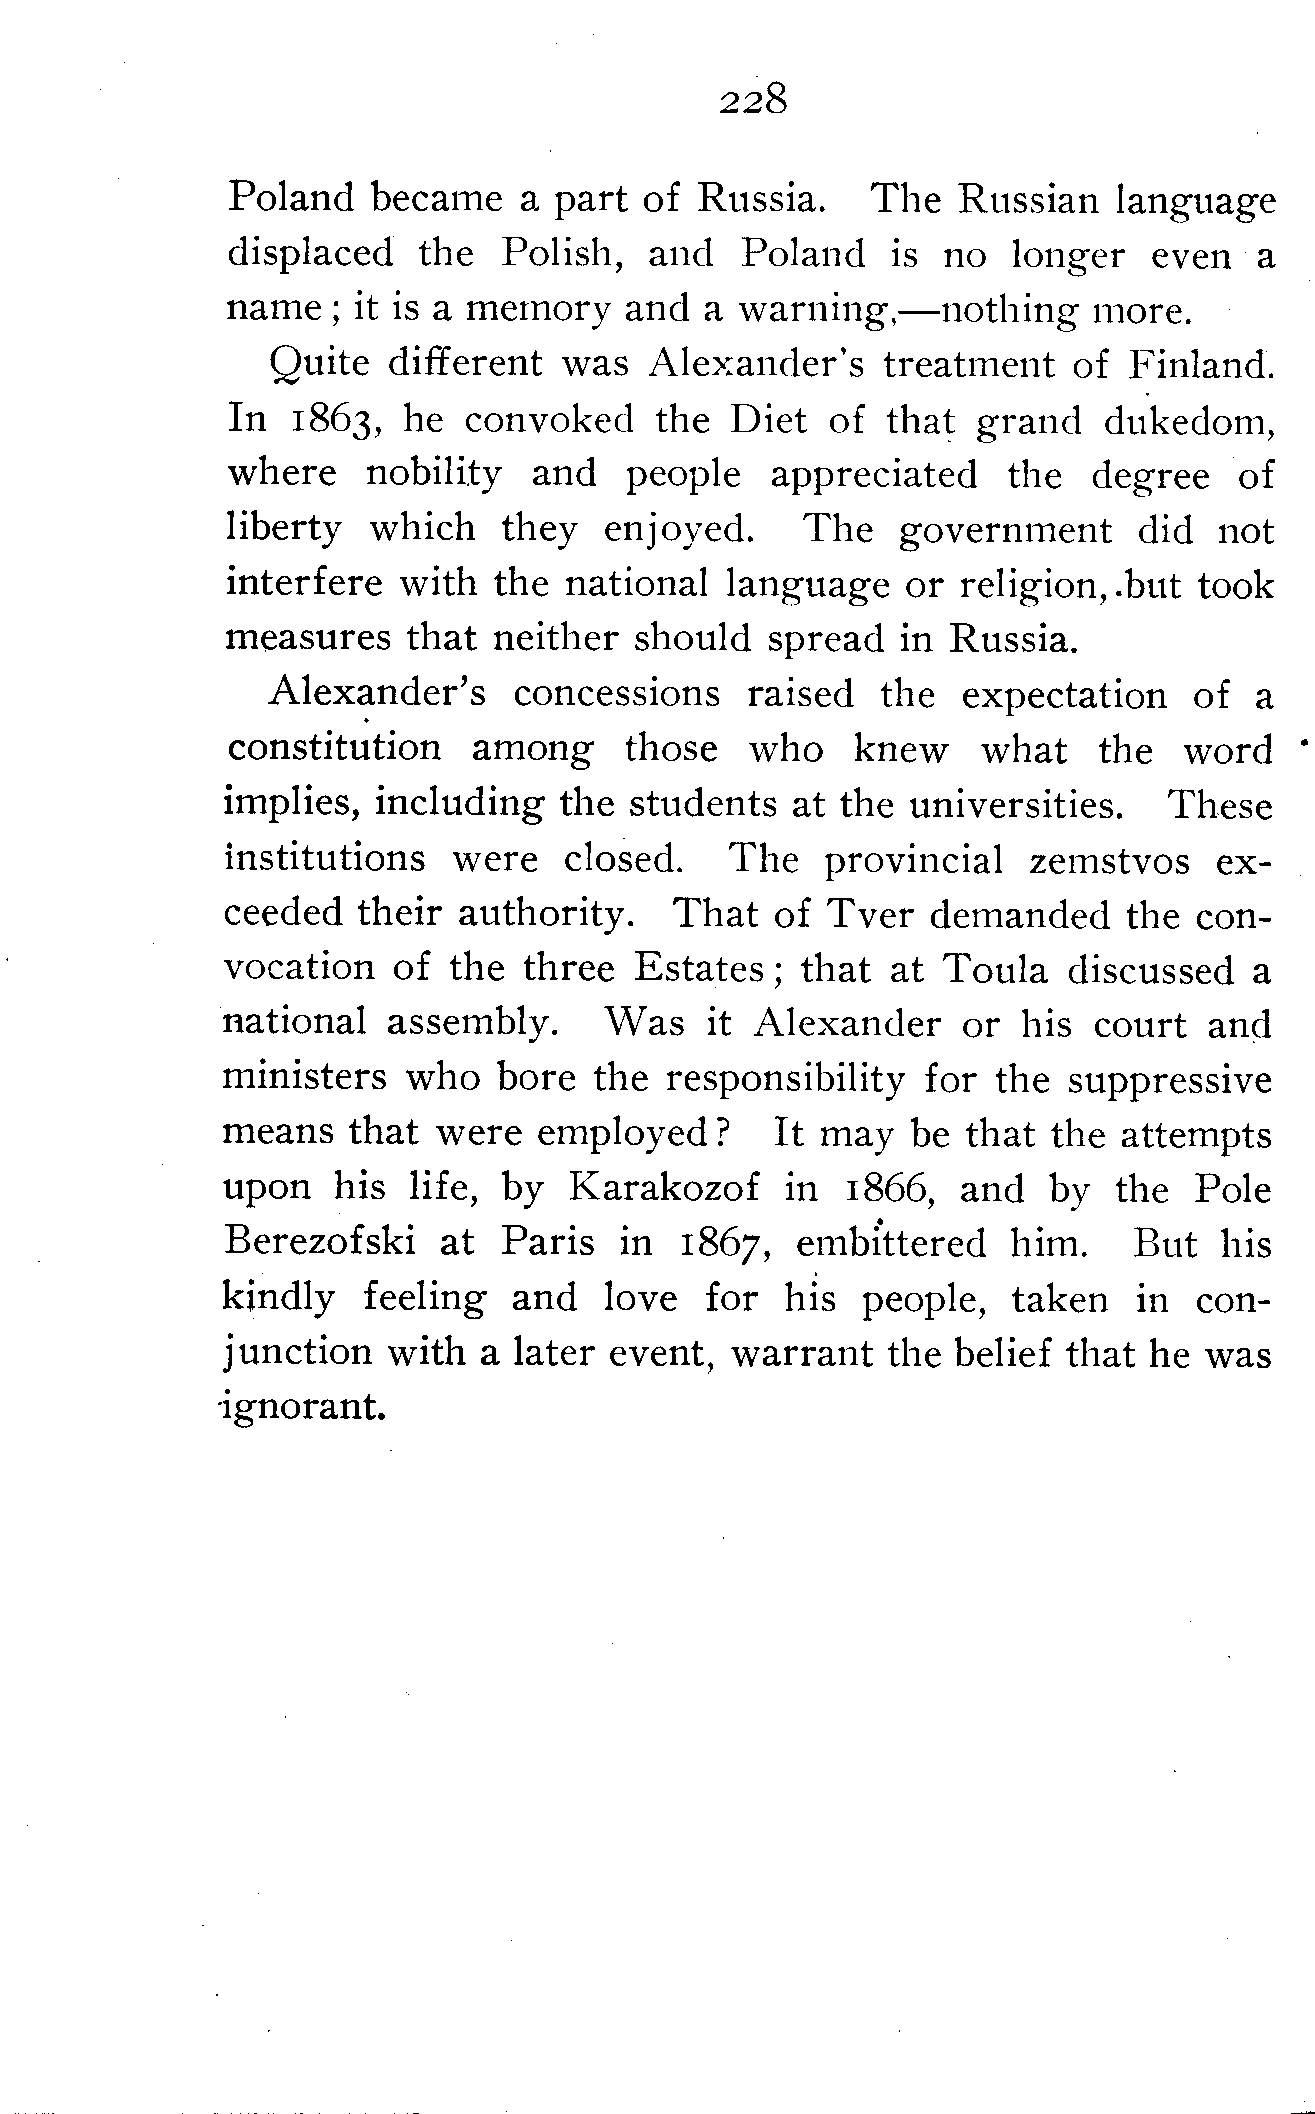 228
Poland became a part of Russia. The Russian language
displaced the Polish, and Poland is no longer even a
name ; it is a memory and a warning,—nothing more.
Quite different was Alexander's treatment of Finland.
In 1863, he convoked the Diet of that grand dukedom,
where nobility and people appreciated the degree of
liberty which they enjoyed. The government did not
interfere with the national language or religion, but took
measures that neither should spread in Russia.
Alexander's concessions raised the expectation of a
constitution among those who knew what the word
implies, including the students at the universities. These
institutions were closed. The provincial zemstvos ex-
ceeded their authority. That of Tver demanded the con-
vocation of the three Estates ; that at Toula discussed a
national assembly. Was it Alexander or his court and
ministers who bore the responsibility for the suppressive
means that were employed ? It may be that the attempts
upon his life, by Karakozof in 1866, and by the Pole
Berezofski at Paris in 1867, embittered him. But his
kindly feeling and love for his people, taken in con-
junction with a later event, warrant the belief that he was
ignorant.